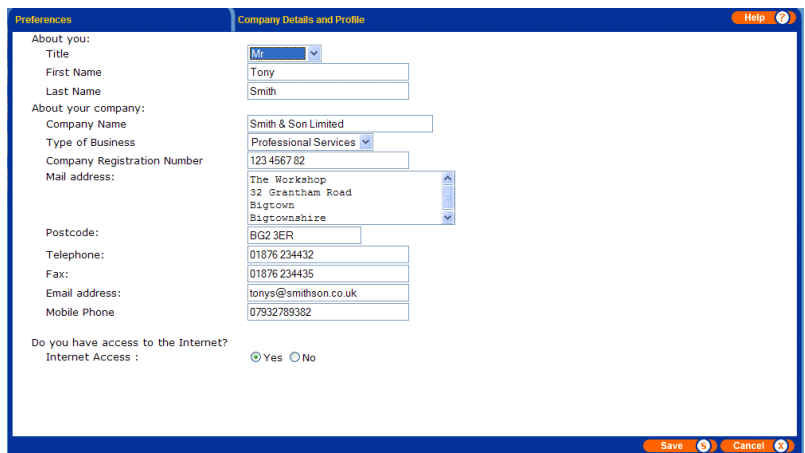 Preferences Company Details and Profile Help ?
About you:
Title Mr
First Name Tony
Last Name Smith
About your company:
Company Name Smith & Son Limited
Type of Business Professional Services
Company Registration Number 123 4567 82
Mail address: The Workshop
32 Grantham Road
Bigtown
Bigtownshire
Postcode: BG2 3ER
Telephone: 01876 234432
Fax: 01876 234435
Email address: tonys@smithson.co.uk
Mobile Phone 07932789382
Do you have access to the Internet?
Internet Access : Yes No
Save S Cancel X